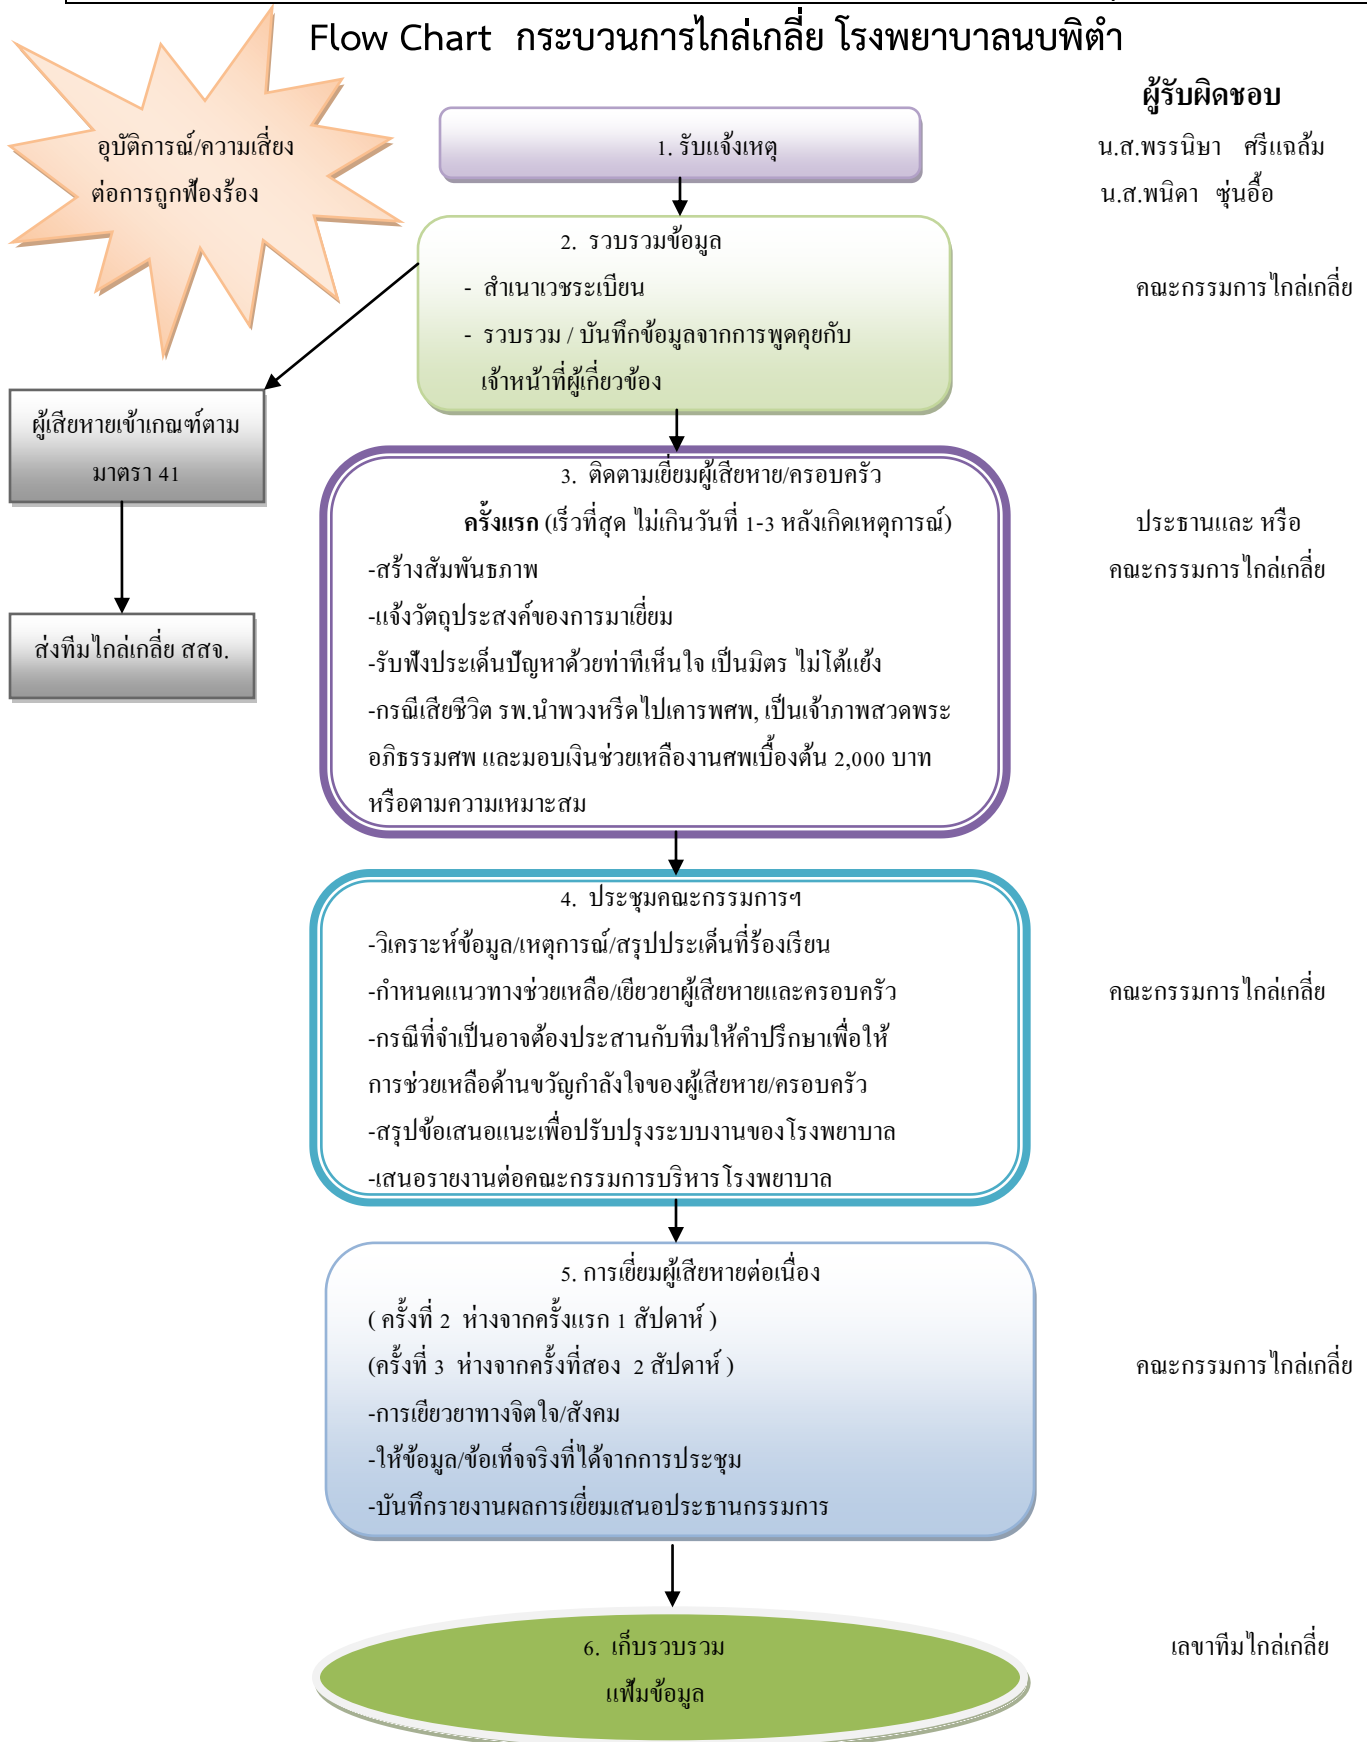 Flow Chart กระบวนการไกล่เกลี่ย โรงพยาบาลนบพิตำ
อุบัติการณ์/ความเสี่ยง
ต่อการถูกฟ้องร้อง
ผู้รับผิดชอบ
1. รับแจ้งเหตุ
น.ส.พรรนิษา ศรีแฉล้ม
น.ส.พนิดา ซุ่นอื้อ
2. รวบรวมข้อมูล
- สำเนาเวชระเบียน
- รวบรวม / บันทึกข้อมูลจากการพูดคุยกับ
เจ้าหน้าที่ผู้เกี่ยวข้อง
คณะกรรมการไกล่เกลี่ย
ผู้เสียหายเข้าเกณฑ์ตาม
มาตรา 41
ส่งทีมไกล่เกลี่ย สสจ.
3. ติดตามเยี่ยมผู้เสียหาย/ครอบครัว
ครั้งแรก (เร็วที่สุด ไม่เกินวันที่ 1-3 หลังเกิดเหตุการณ์)
-สร้างสัมพันธภาพ
-แจ้งวัตถุประสงค์ของการมาเยี่ยม
-รับฟังประเด็นปัญหาด้วยท่าทีเห็นใจ เป็นมิตร ไม่โต้แย้ง
-กรณีเสียชีวิต รพ.นำพวงหรีดไปเคารพศพ, เป็นเจ้าภาพสวดพระ
อภิธรรมศพ และมอบเงินช่วยเหลืองานศพเบื้องต้น 2,000 บาท
หรือตามความเหมาะสม
ประธานและ หรือ
คณะกรรมการไกล่เกลี่ย
4. ประชุมคณะกรรมการฯ
-วิเคราะห์ข้อมูล/เหตุการณ์/สรุปประเด็นที่ร้องเรียน
-กำหนดแนวทางช่วยเหลือ/เยียวยาผู้เสียหายและครอบครัว
-กรณีที่จำเป็นอาจต้องประสานกับทีมให้คำปรึกษาเพื่อให้
การช่วยเหลือด้านขวัญกำลังใจของผู้เสียหาย/ครอบครัว
-สรุปข้อเสนอแนะเพื่อปรับปรุงระบบงานของโรงพยาบาล
-เสนอรายงานต่อคณะกรรมการบริหารโรงพยาบาล
คณะกรรมการไกล่เกลี่ย
5. การเยี่ยมผู้เสียหายต่อเนื่อง
( ครั้งที่ 2 ห่างจากครั้งแรก 1 สัปดาห์ )
(ครั้งที่ 3 ห่างจากครั้งที่สอง 2 สัปดาห์ )
-การเยียวยาทางจิตใจ/สังคม
-ให้ข้อมูล/ข้อเท็จจริงที่ได้จากการประชุม
-บันทึกรายงานผลการเยี่ยมเสนอประธานกรรมการ
คณะกรรมการไกล่เกลี่ย
6. เก็บรวบรวม
แฟ้มข้อมูล
เลขาทีมไกล่เกลี่ย